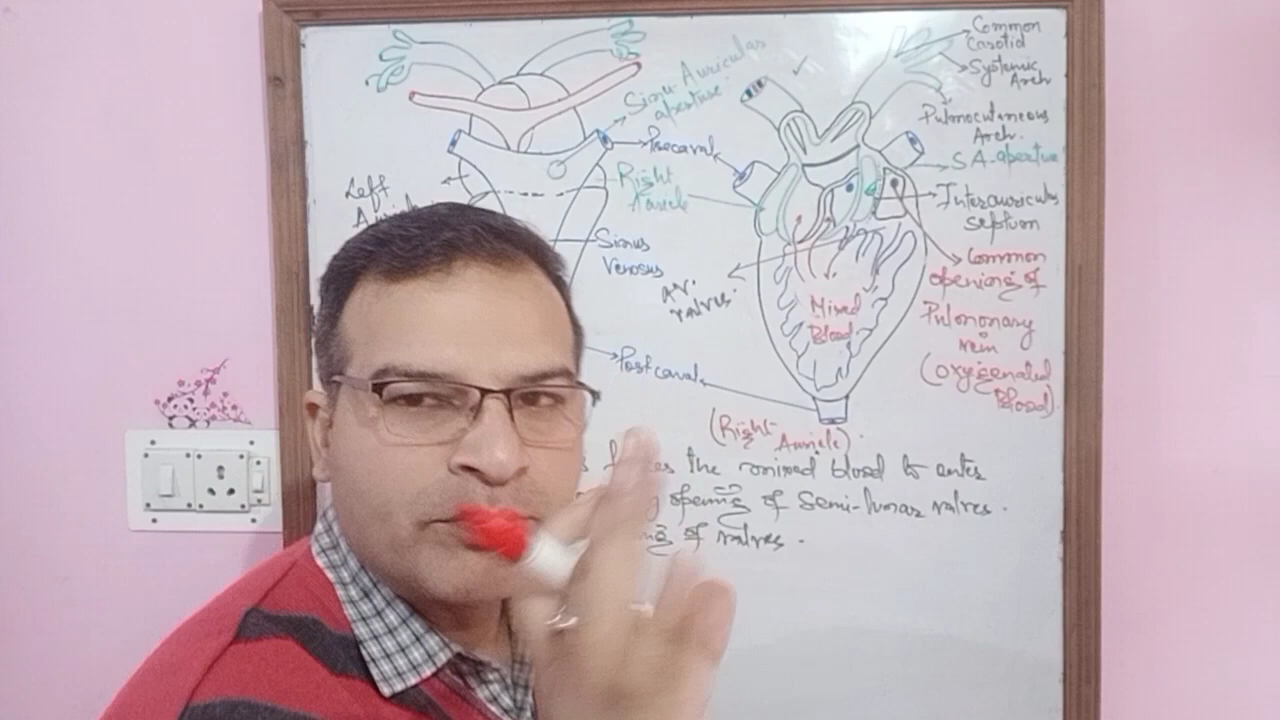 Common
Carotid
Systemic
Arch
Pulmocutaneous
Arch.
S.A-aperture
Interauricular
septum
Common
opening of
Pulmonary
vein
(oxygenated
Blood)
Sinu-Auricular
aperture
Precaval
Right
Auricle
Left
Sinus
Venosus
A.V.
valves
Mixed
Blood
Postcaval
(Right
Auricle)
the mixed blood to enter
opening of Semi-lunar valves.
of valves.